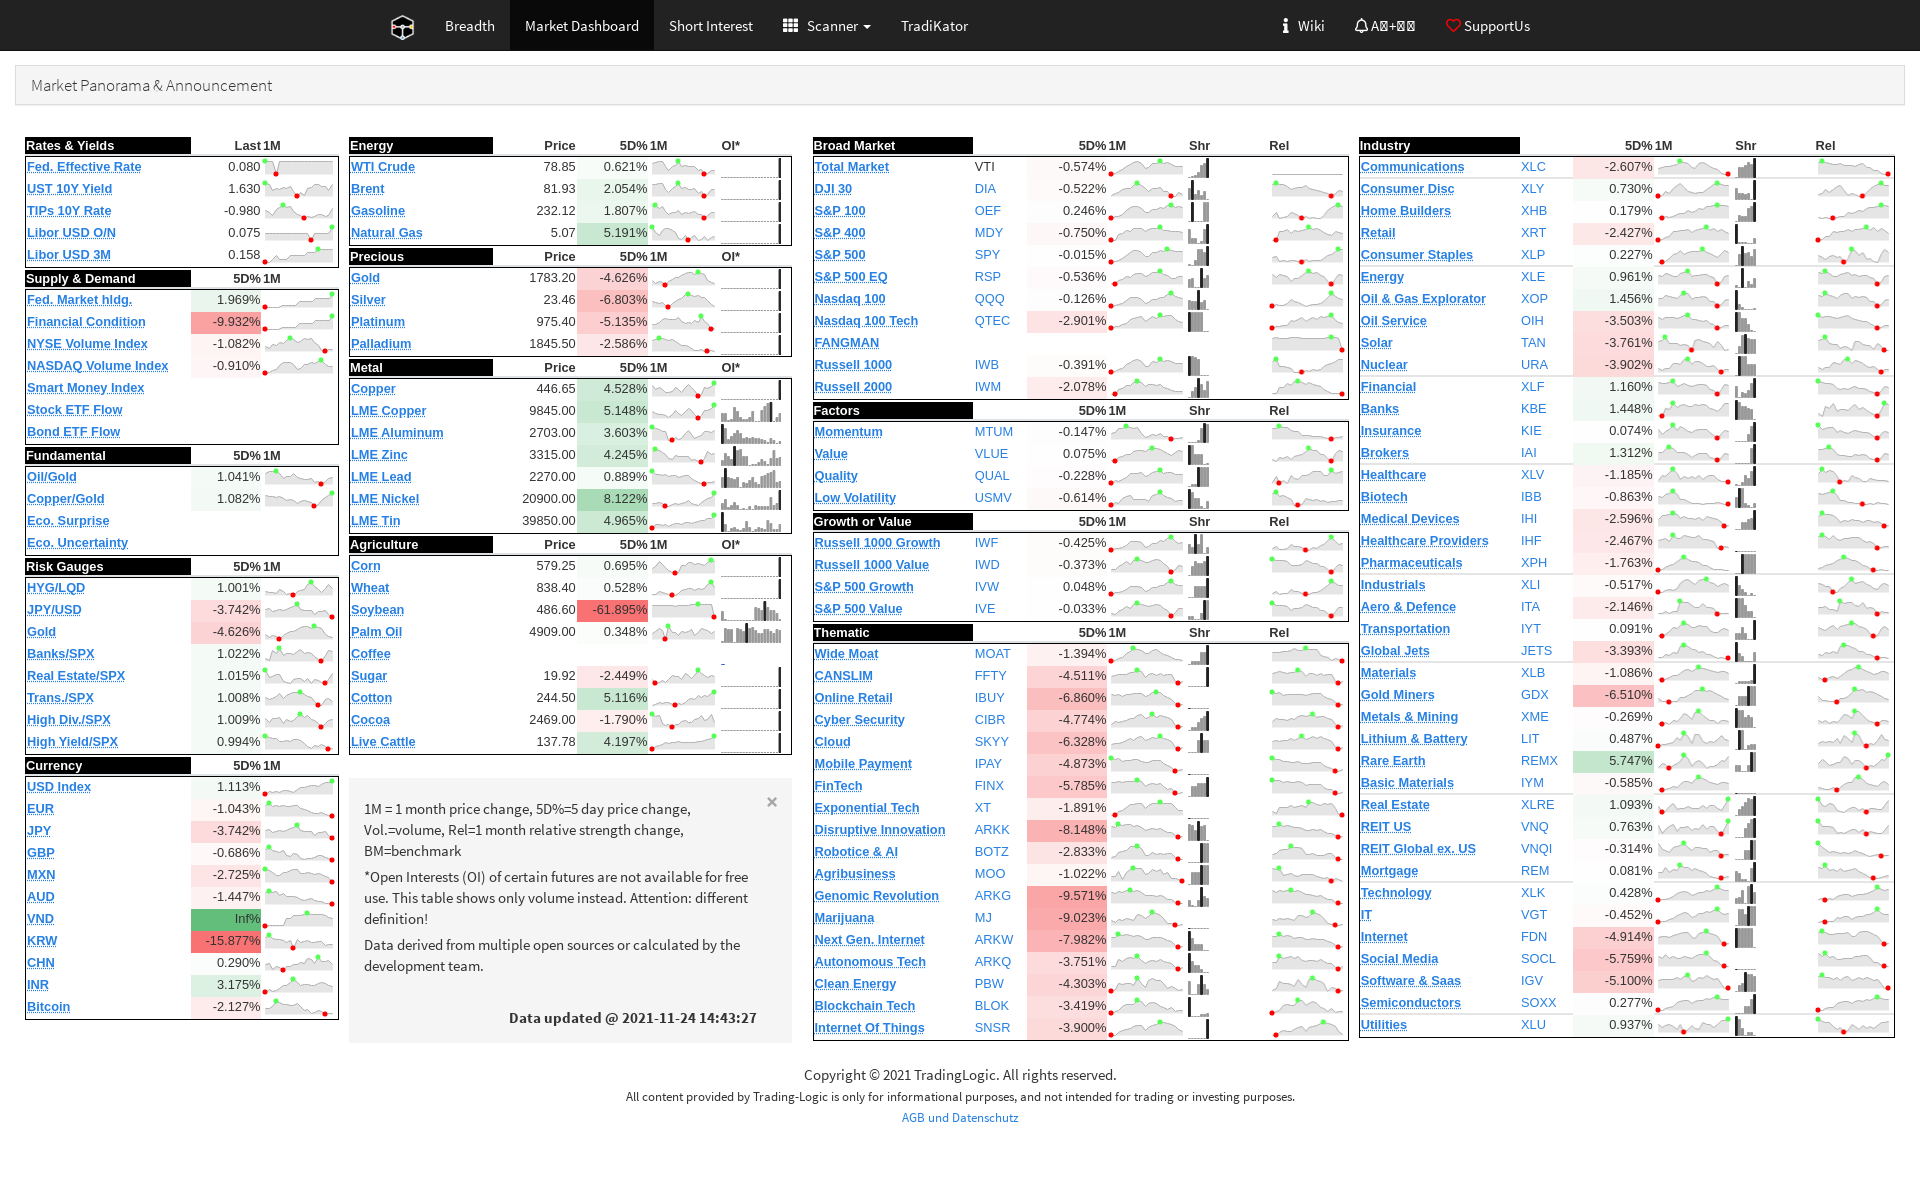 Breadth Market Dashboard Short Interest Scanner TradiKator Wiki SupportUs
Market Panorama & Announcement
Rates & Yields Last 1M
Fed. Effective Rate 0.080
UST 10Y Yield 1.630
TIPs 10Y Rate -0.980
Libor USD O/N 0.075
Libor USD 3M 0.158
Supply & Demand 5D% 1M
Fed. Market hldg. 1.969%
Financial Condition -9.932%
NYSE Volume Index -1.082%
NASDAQ Volume Index -0.910%
Smart Money Index
Stock ETF Flow
Bond ETF Flow
Fundamental 5D% 1M
Oil/Gold 1.041%
Copper/Gold 1.082%
Eco. Surprise
Eco. Uncertainty
Risk Gauges 5D% 1M
HYG/LQD 1.001%
JPY/USD -3.742%
Gold -4.626%
Banks/SPX 1.022%
Real Estate/SPX 1.015%
Trans./SPX 1.008%
High Div./SPX 1.009%
High Yield/SPX 0.994%
Currency 5D% 1M
USD Index 1.113%
EUR -1.043%
JPY -3.742%
GBP -0.686%
MXN -2.725%
AUD -1.447%
VND Inf%
KRW -15.877%
CHN 0.290%
INR 3.175%
Bitcoin -2.127%
Energy Price 5D% 1M OI*
WTI Crude 78.85 0.621%
Brent 81.93 2.054%
Gasoline 232.12 1.807%
Natural Gas 5.07 5.191%
Precious Price 5D% 1M OI*
Gold 1783.20 -4.626%
Silver 23.46 -6.803%
Platinum 975.40 -5.135%
Palladium 1845.50 -2.586%
Metal Price 5D% 1M OI*
Copper 446.65 4.528%
LME Copper 9845.00 5.148%
LME Aluminum 2703.00 3.603%
LME Zinc 3315.00 4.245%
LME Lead 2270.00 0.889%
LME Nickel 20900.00 8.122%
LME Tin 39850.00 4.965%
Agriculture Price 5D% 1M OI*
Corn 579.25 0.695%
Wheat 838.40 0.528%
Soybean 486.60 -61.895%
Palm Oil 4909.00 0.348%
Coffee
Sugar 19.92 -2.449%
Cotton 244.50 5.116%
Cocoa 2469.00 -1.790%
Live Cattle 137.78 4.197%
×
1M = 1 month price change, 5D%=5 day price change,
Vol.=volume, Rel=1 month relative strength change,
BM=benchmark
*Open Interests (OI) of certain futures are not available for free
use. This table shows only volume instead. Attention: different
definition!
Data derived from multiple open sources or calculated by the
development team.
Data updated @ 2021-11-24 14:43:27
Broad Market 5D% 1M Shr Rel
Total Market VTI -0.574%
DJI 30 DIA -0.522%
S&P 100 OEF 0.246%
S&P 400 MDY -0.750%
S&P 500 SPY -0.015%
S&P 500 EQ RSP -0.536%
Nasdaq 100 QQQ -0.126%
Nasdaq 100 Tech QTEC -2.901%
FANGMAN
Russell 1000 IWB -0.391%
Russell 2000 IWM -2.078%
Factors 5D% 1M Shr Rel
Momentum MTUM -0.147%
Value VLUE 0.075%
Quality QUAL -0.228%
Low Volatility USMV -0.614%
Growth or Value 5D% 1M Shr Rel
Russell 1000 Growth IWF -0.425%
Russell 1000 Value IWD -0.373%
S&P 500 Growth IVW 0.048%
S&P 500 Value IVE -0.033%
Thematic 5D% 1M Shr Rel
Wide Moat MOAT -1.394%
CANSLIM FFTY -4.511%
Online Retail IBUY -6.860%
Cyber Security CIBR -4.774%
Cloud SKYY -6.328%
Mobile Payment IPAY -4.873%
FinTech FINX -5.785%
Exponential Tech XT -1.891%
Disruptive Innovation ARKK -8.148%
Robotice & AI BOTZ -2.833%
Agribusiness MOO -1.022%
Genomic Revolution ARKG -9.571%
Marijuana MJ -9.023%
Next Gen. Internet ARKW -7.982%
Autonomous Tech ARKQ -3.751%
Clean Energy PBW -4.303%
Blockchain Tech BLOK -3.419%
Internet Of Things SNSR -3.900%
Industry 5D% 1M Shr Rel
Communications XLC -2.607%
Consumer Disc XLY 0.730%
Home Builders XHB 0.179%
Retail XRT -2.427%
Consumer Staples XLP 0.227%
Energy XLE 0.961%
Oil & Gas Explorator XOP 1.456%
Oil Service OIH -3.503%
Solar TAN -3.761%
Nuclear URA -3.902%
Financial XLF 1.160%
Banks KBE 1.448%
Insurance KIE 0.074%
Brokers IAI 1.312%
Healthcare XLV -1.185%
Biotech IBB -0.863%
Medical Devices IHI -2.596%
Healthcare Providers IHF -2.467%
Pharmaceuticals XPH -1.763%
Industrials XLI -0.517%
Aero & Defence ITA -2.146%
Transportation IYT 0.091%
Global Jets JETS -3.393%
Materials XLB -1.086%
Gold Miners GDX -6.510%
Metals & Mining XME -0.269%
Lithium & Battery LIT 0.487%
Rare Earth REMX 5.747%
Basic Materials IYM -0.585%
Real Estate XLRE 1.093%
REIT US VNQ 0.763%
REIT Global ex. US VNQI -0.314%
Mortgage REM 0.081%
Technology XLK 0.428%
IT VGT -0.452%
Internet FDN -4.914%
Social Media SOCL -5.759%
Software & Saas IGV -5.100%
Semiconductors SOXX 0.277%
Utilities XLU 0.937%
Copyright © 2021 TradingLogic. All rights reserved.
All content provided by Trading-Logic is only for informational purposes, and not intended for trading or investing purposes.
AGB und Datenschutz